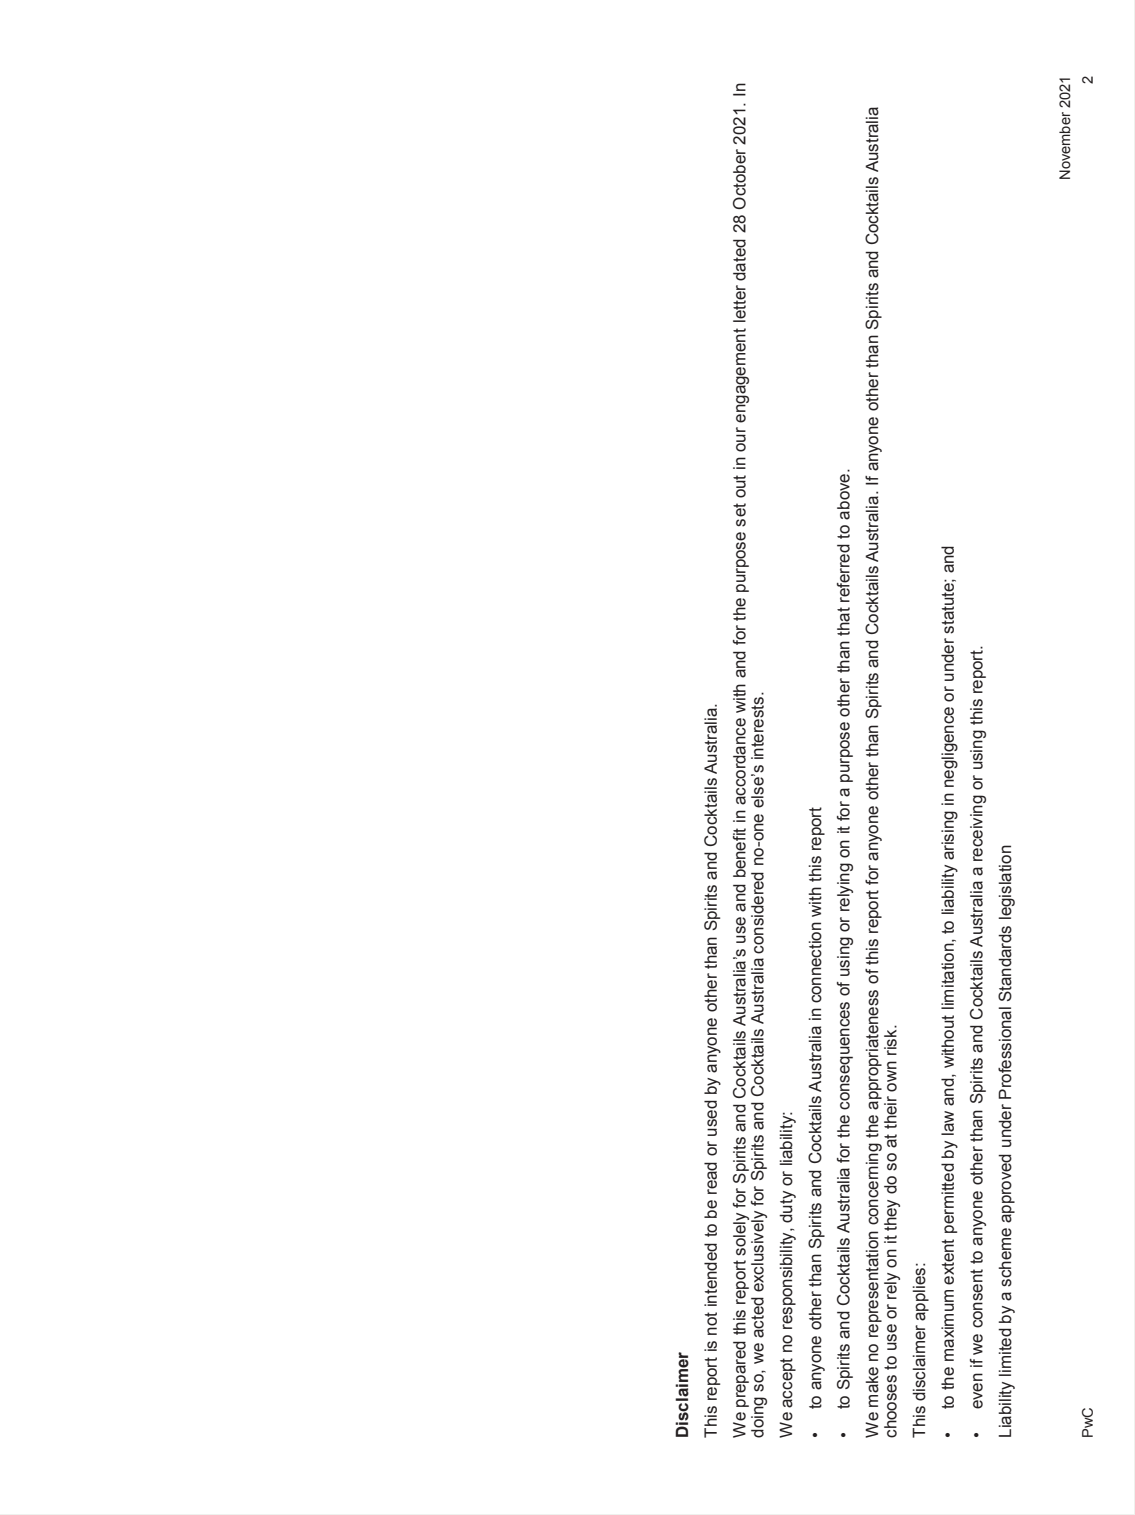 Disclaimer
This report is not intended to be read or used by anyone other than Spirits and Cocktails Australia.
We prepared this report solely for Spirits and Cocktails Australia's use and benefit in accordance with and for the purpose set out in our engagement letter dated 28 October 2021. In
doing so, we acted exclusively for Spirits and Cocktails Australia considered no-one else's interests.
We accept no responsibility, duty or liability:
• to anyone other than Spirits and Cocktails Australia in connection with this report
• to Spirits and Cocktails Australia for the consequences of using or relying on it for a purpose other than that referred to above.
We make no representation concerning the appropriateness of this report for anyone other than Spirits and Cocktails Australia. If anyone other than Spirits and Cocktails Australia
chooses to use or rely on it they do so at their own risk.
This disclaimer applies:
• to the maximum extent permitted by law and, without limitation, to liability arising in negligence or under statute; and
• even if we consent to anyone other than Spirits and Cocktails Australia a receiving or using this report.
Liability limited by a scheme approved under Professional Standards legislation
November 2021
PwC 2